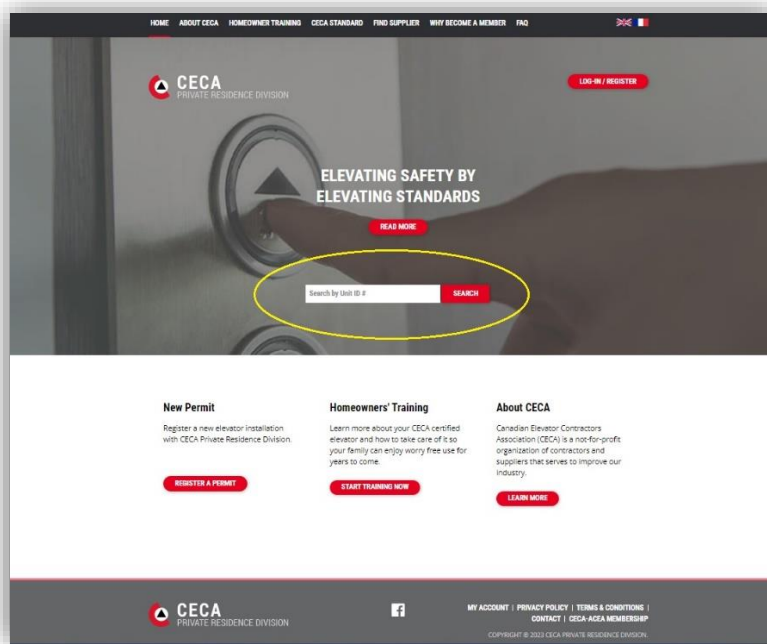 HOME ABOUT CECA HOMEOWNER TRAINING CECA STANDARD FIND SUPPLIER WHY BECOME A MEMBER FAQ
CECA
PRIVATE RESIDENCE DIVISION
LOG-IN / REGISTER
ELEVATING SAFETY BY
ELEVATING STANDARDS
READ MORE
Search by Unit ID #
SEARCH
New Permit
Register a new elevator installation
with CECA Private Residence Division.
REGISTER A PERMIT
Homeowners' Training
Learn more about your CECA certified
elevator and how to take care of it so
your family can enjoy worry free use for
years to come.
START TRAINING NOW
About CECA
Canadian Elevator Contractors
Association (CECA) is a not-for-profit
organization of contractors and
suppliers that serves to improve our
industry.
LEARN MORE
CECA
PRIVATE RESIDENCE DIVISION
MY ACCOUNT | PRIVACY POLICY | TERMS & CONDITIONS |
CONTACT | CECA-ACEA MEMBERSHIP
COPYRIGHT © 2023 CECA PRIVATE RESIDENCE DIVISION.